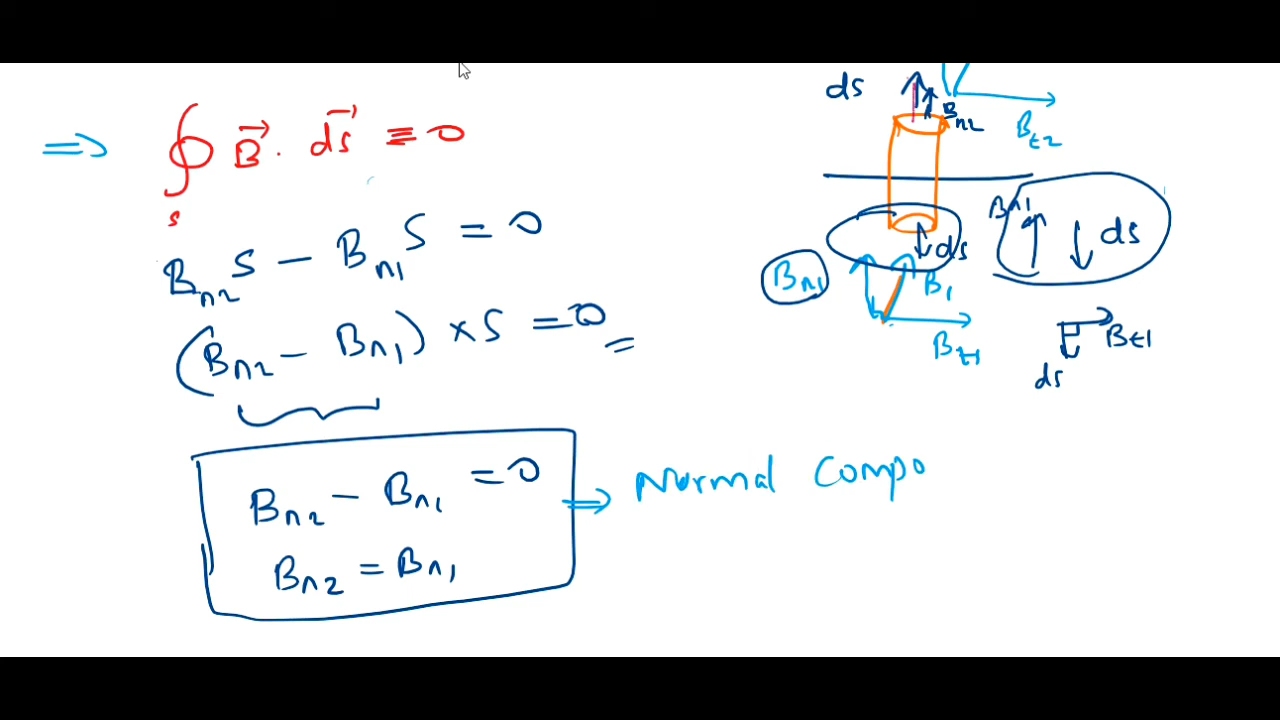 ⇒ ∮ B⃗ . ds⃗ = 0
s
Bn2 S − Bn1 S = 0
(Bn2 − Bn1) × S = 0
Bn2 − Bn1 = 0
Bn2 = Bn1
⇒ Normal Compo
ds
Bn2
Bt2
Bn1
ds
ds
Bn1
B1
Bt1
Bt1
ds